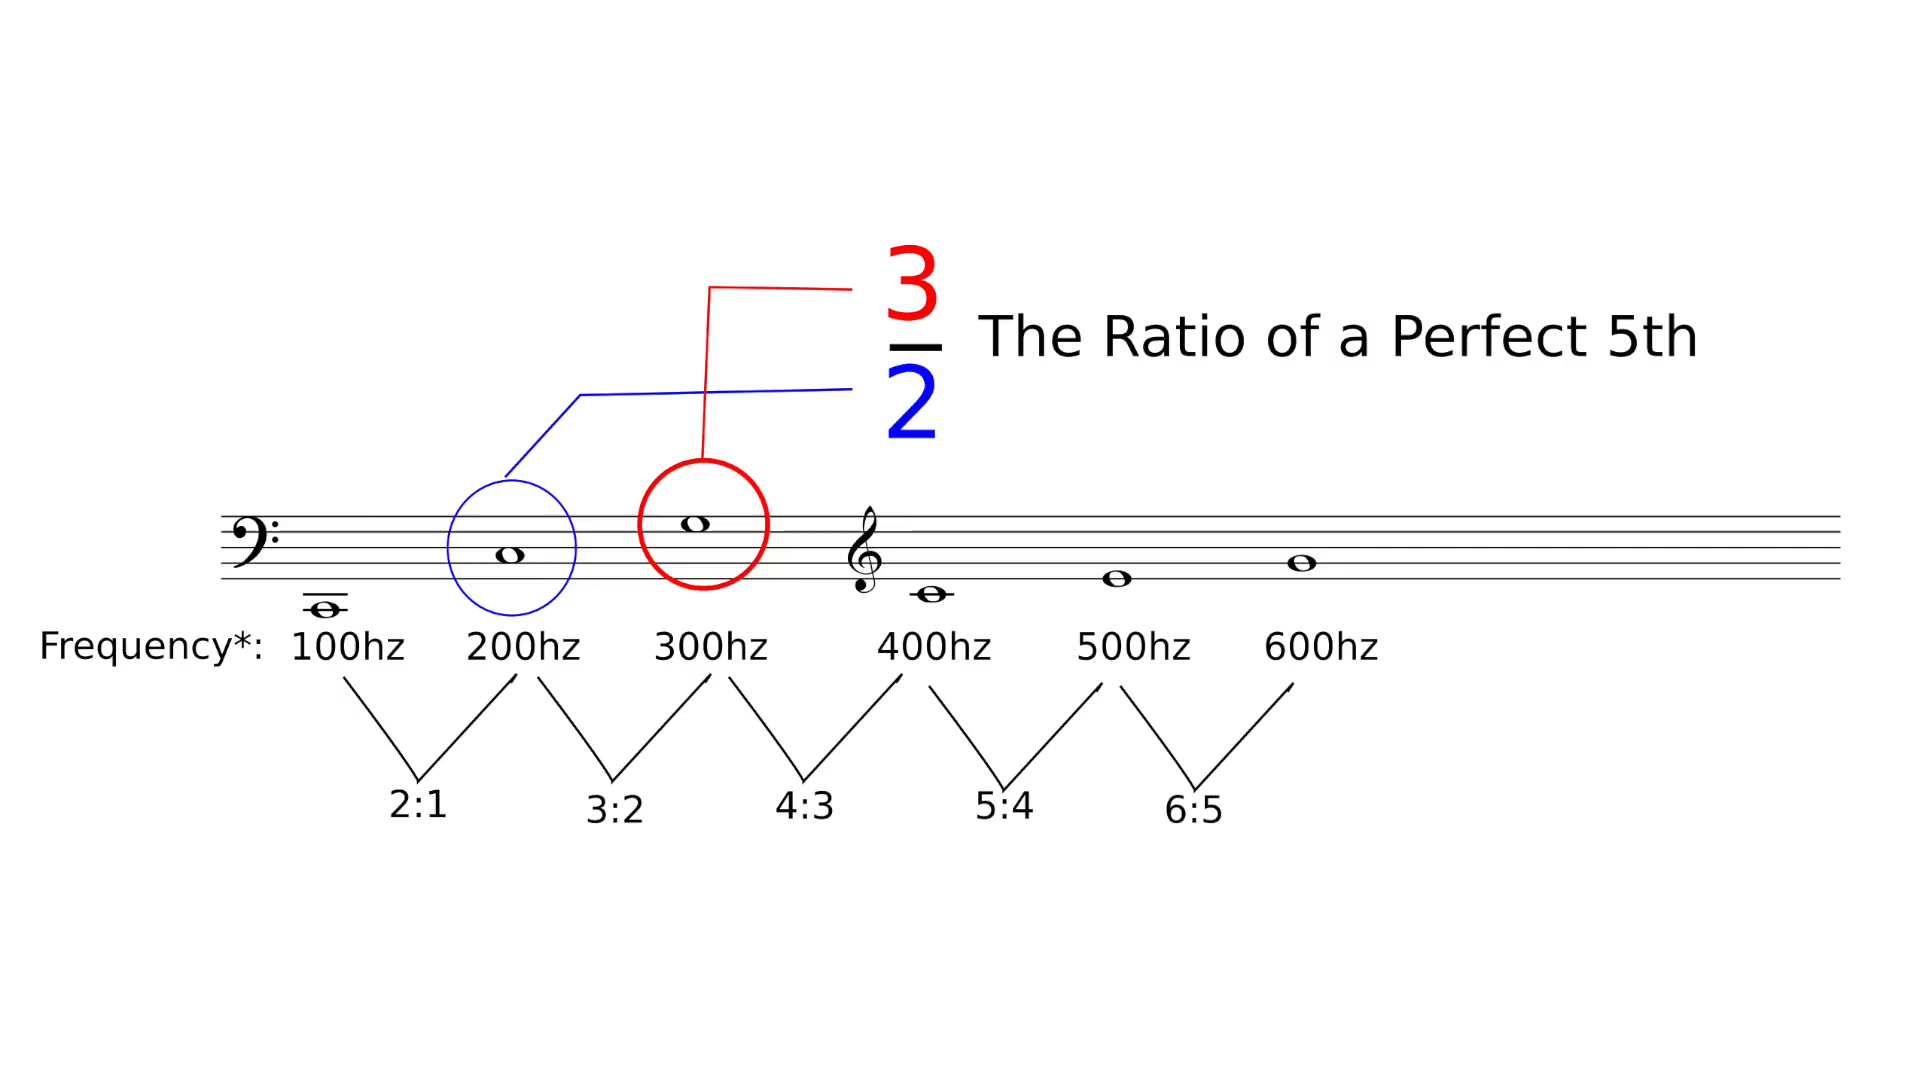 3
2
The Ratio of a Perfect 5th
Frequency*: 100hz 200hz 300hz 400hz 500hz 600hz
2:1 3:2 4:3 5:4 6:5